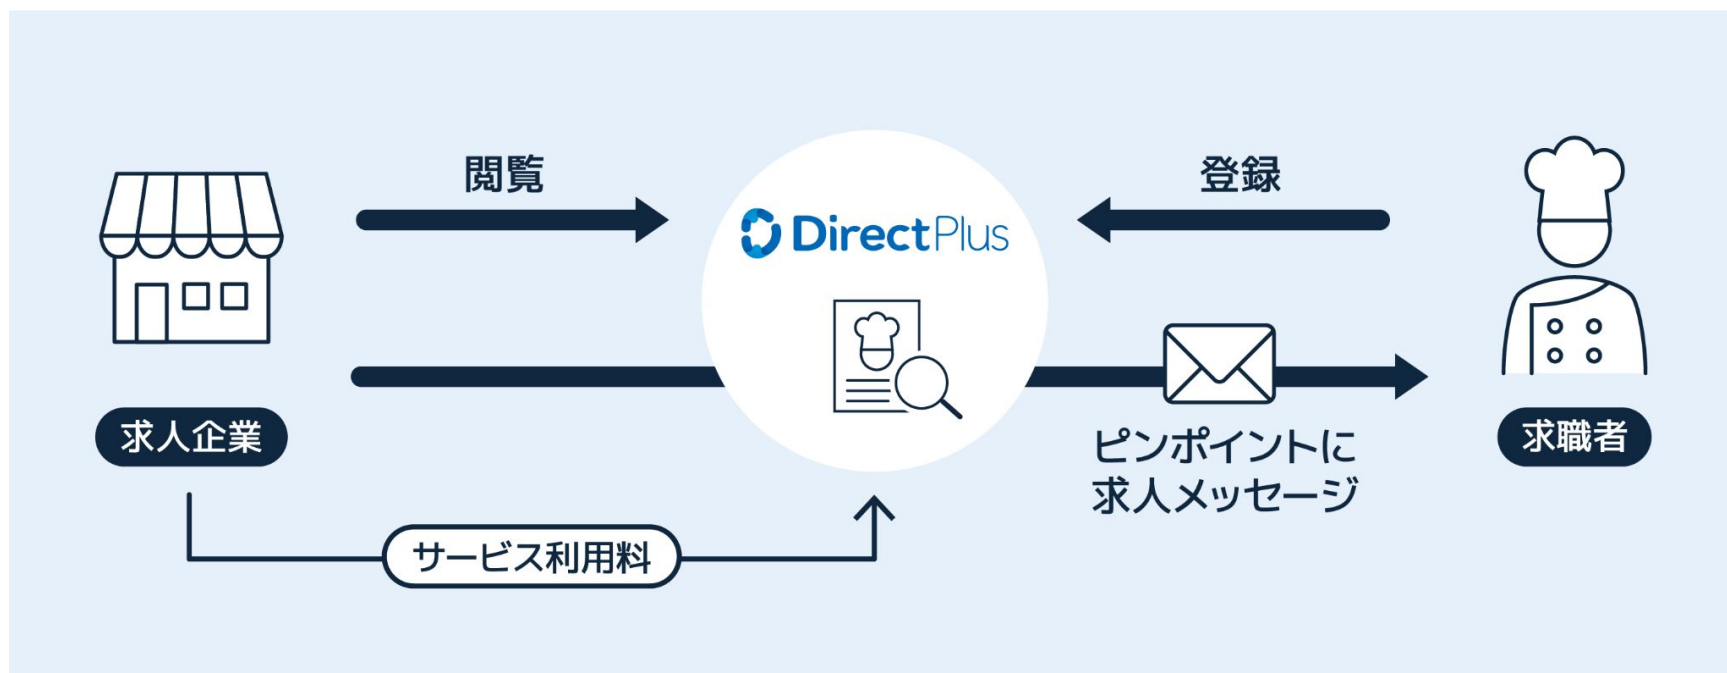 閲覧
登録
DirectPlus
求人企業
求職者
ピンポイントに
求人メッセージ
サービス利用料